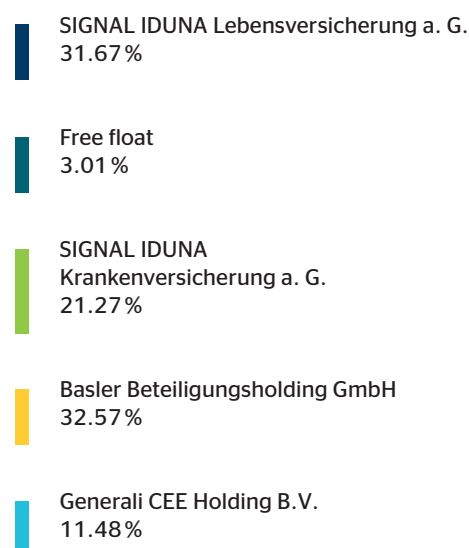 SIGNAL IDUNA Lebensversicherung a. G.
31.67 %
Free float
3.01 %
SIGNAL IDUNA
Krankenversicherung a. G.
21.27 %
Basler Beteiligungsholding GmbH
32.57 %
Generali CEE Holding B.V.
11.48 %